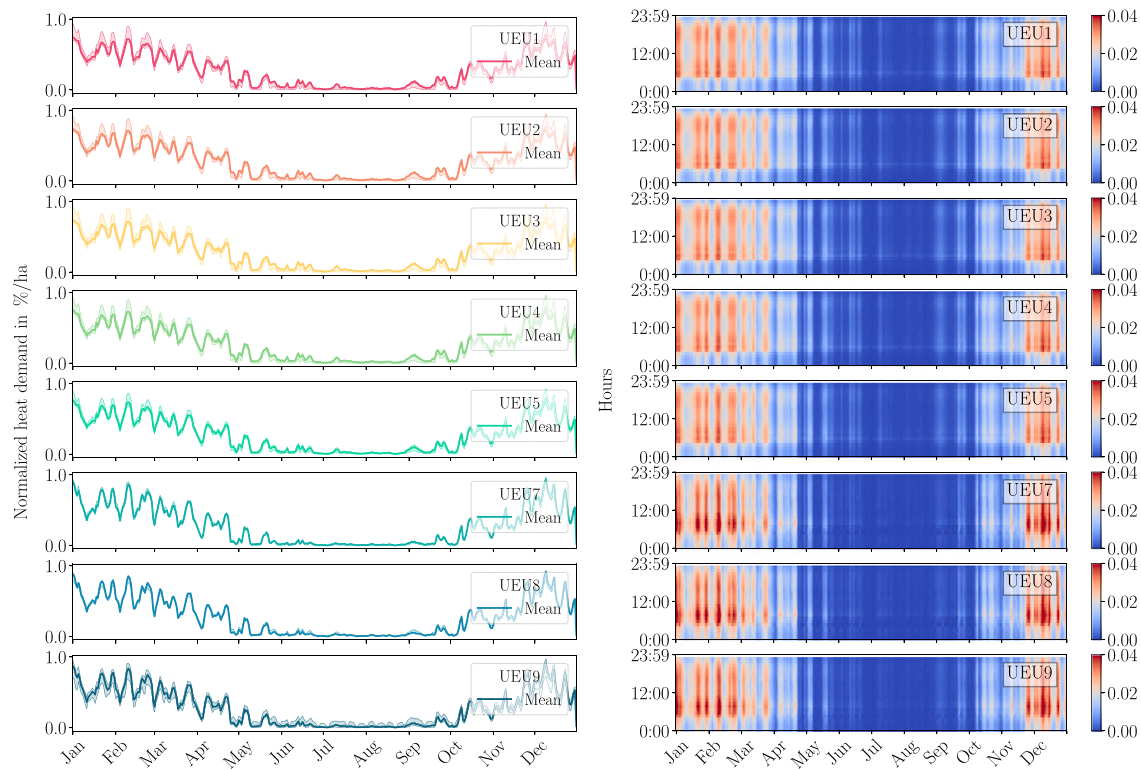 Normalized heat demand in %/ha
1.0
0.0
UEU1
Mean
1.0
0.0
UEU2
Mean
1.0
0.0
UEU3
Mean
1.0
0.0
UEU4
Mean
1.0
0.0
UEU5
Mean
1.0
0.0
UEU7
Mean
1.0
0.0
UEU8
Mean
1.0
0.0
UEU9
Mean
Jan Feb Mar Apr May Jun Jul Aug Sep Oct Nov Dec
Hours
23:59
12:00
0:00
UEU1
0.04
0.02
0.00
23:59
12:00
0:00
UEU2
0.04
0.02
0.00
23:59
12:00
0:00
UEU3
0.04
0.02
0.00
23:59
12:00
0:00
UEU4
0.04
0.02
0.00
23:59
12:00
0:00
UEU5
0.04
0.02
0.00
23:59
12:00
0:00
UEU7
0.04
0.02
0.00
23:59
12:00
0:00
UEU8
0.04
0.02
0.00
23:59
12:00
0:00
UEU9
0.04
0.02
0.00
Jan Feb Mar Apr May Jun Jul Aug Sep Oct Nov Dec